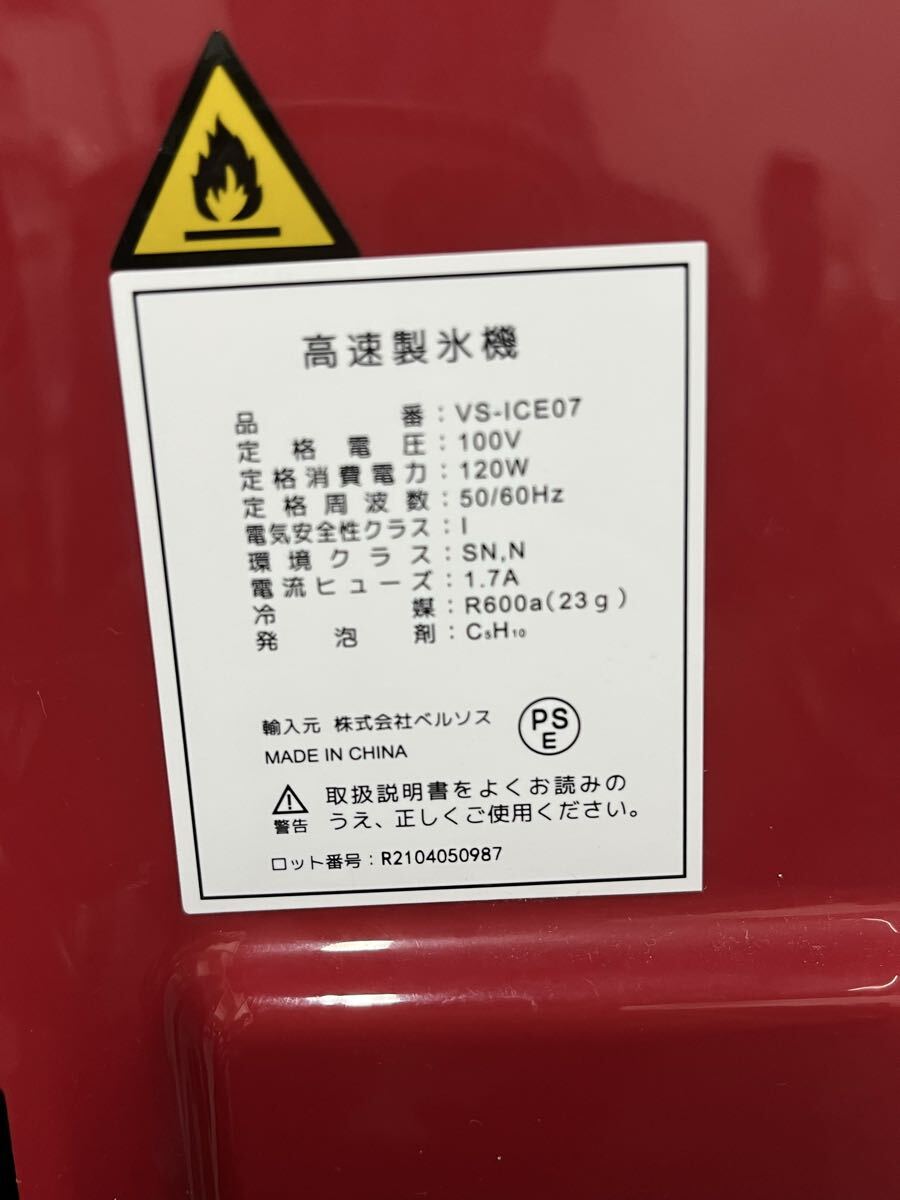 高速製氷機
品番：VS-ICE07
定格電圧：100V
定格消費電力：120W
定格周波数：50/60Hz
電気安全性クラス：I
環境クラス：SN,N
電流ヒューズ：1.7A
冷媒：R600a(23g)
発泡剤：C₅H₁₀
輸入元 株式会社ベルソス
MADE IN CHINA
PS
E
取扱説明書をよくお読みの
警告 うえ、正しくご使用ください。
ロット番号：R2104050987